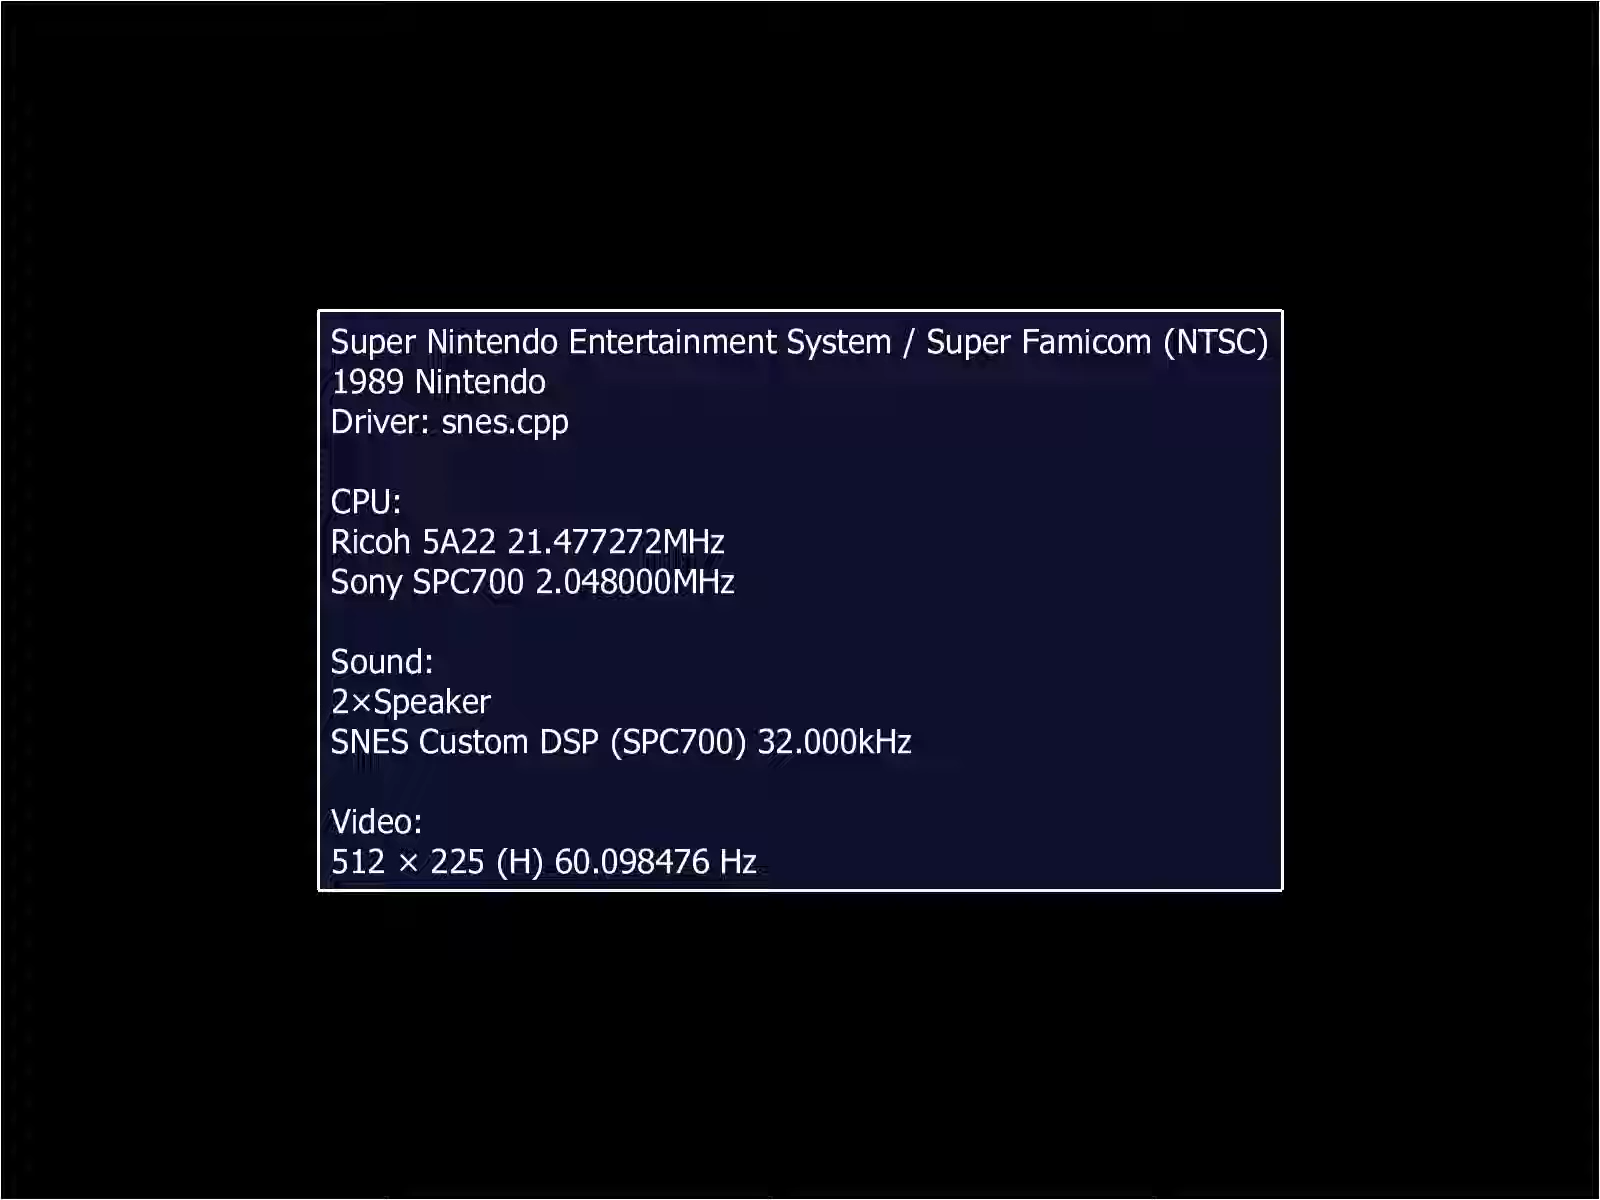 Super Nintendo Entertainment System / Super Famicom (NTSC)
1989 Nintendo
Driver: snes.cpp
CPU:
Ricoh 5A22 21.477272MHz
Sony SPC700 2.048000MHz
Sound:
2×Speaker
SNES Custom DSP (SPC700) 32.000kHz
Video:
512 × 225 (H) 60.098476 Hz